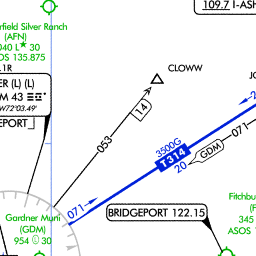 109.7 I-ASH
rfield Silver Ranch
(AFN)
040 L 30
OS 135.875
.1R
ER (L) (L)
OM 43
W72°03.49'
EPORT
CLOWW
14
053
3500G
T314
20
GDM
071
071
Gardner Muni
(GDM)
954 30
BRIDGEPORT 122.15
Fitchbu
345
ASOS